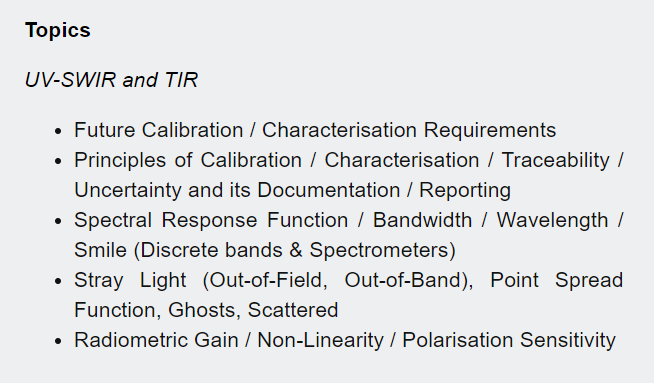 Topics
UV-SWIR and TIR
• Future Calibration / Characterisation Requirements
• Principles of Calibration / Characterisation / Traceability /
Uncertainty and its Documentation / Reporting
• Spectral Response Function / Bandwidth / Wavelength /
Smile (Discrete bands & Spectrometers)
• Stray Light (Out-of-Field, Out-of-Band), Point Spread
Function, Ghosts, Scattered
• Radiometric Gain / Non-Linearity / Polarisation Sensitivity